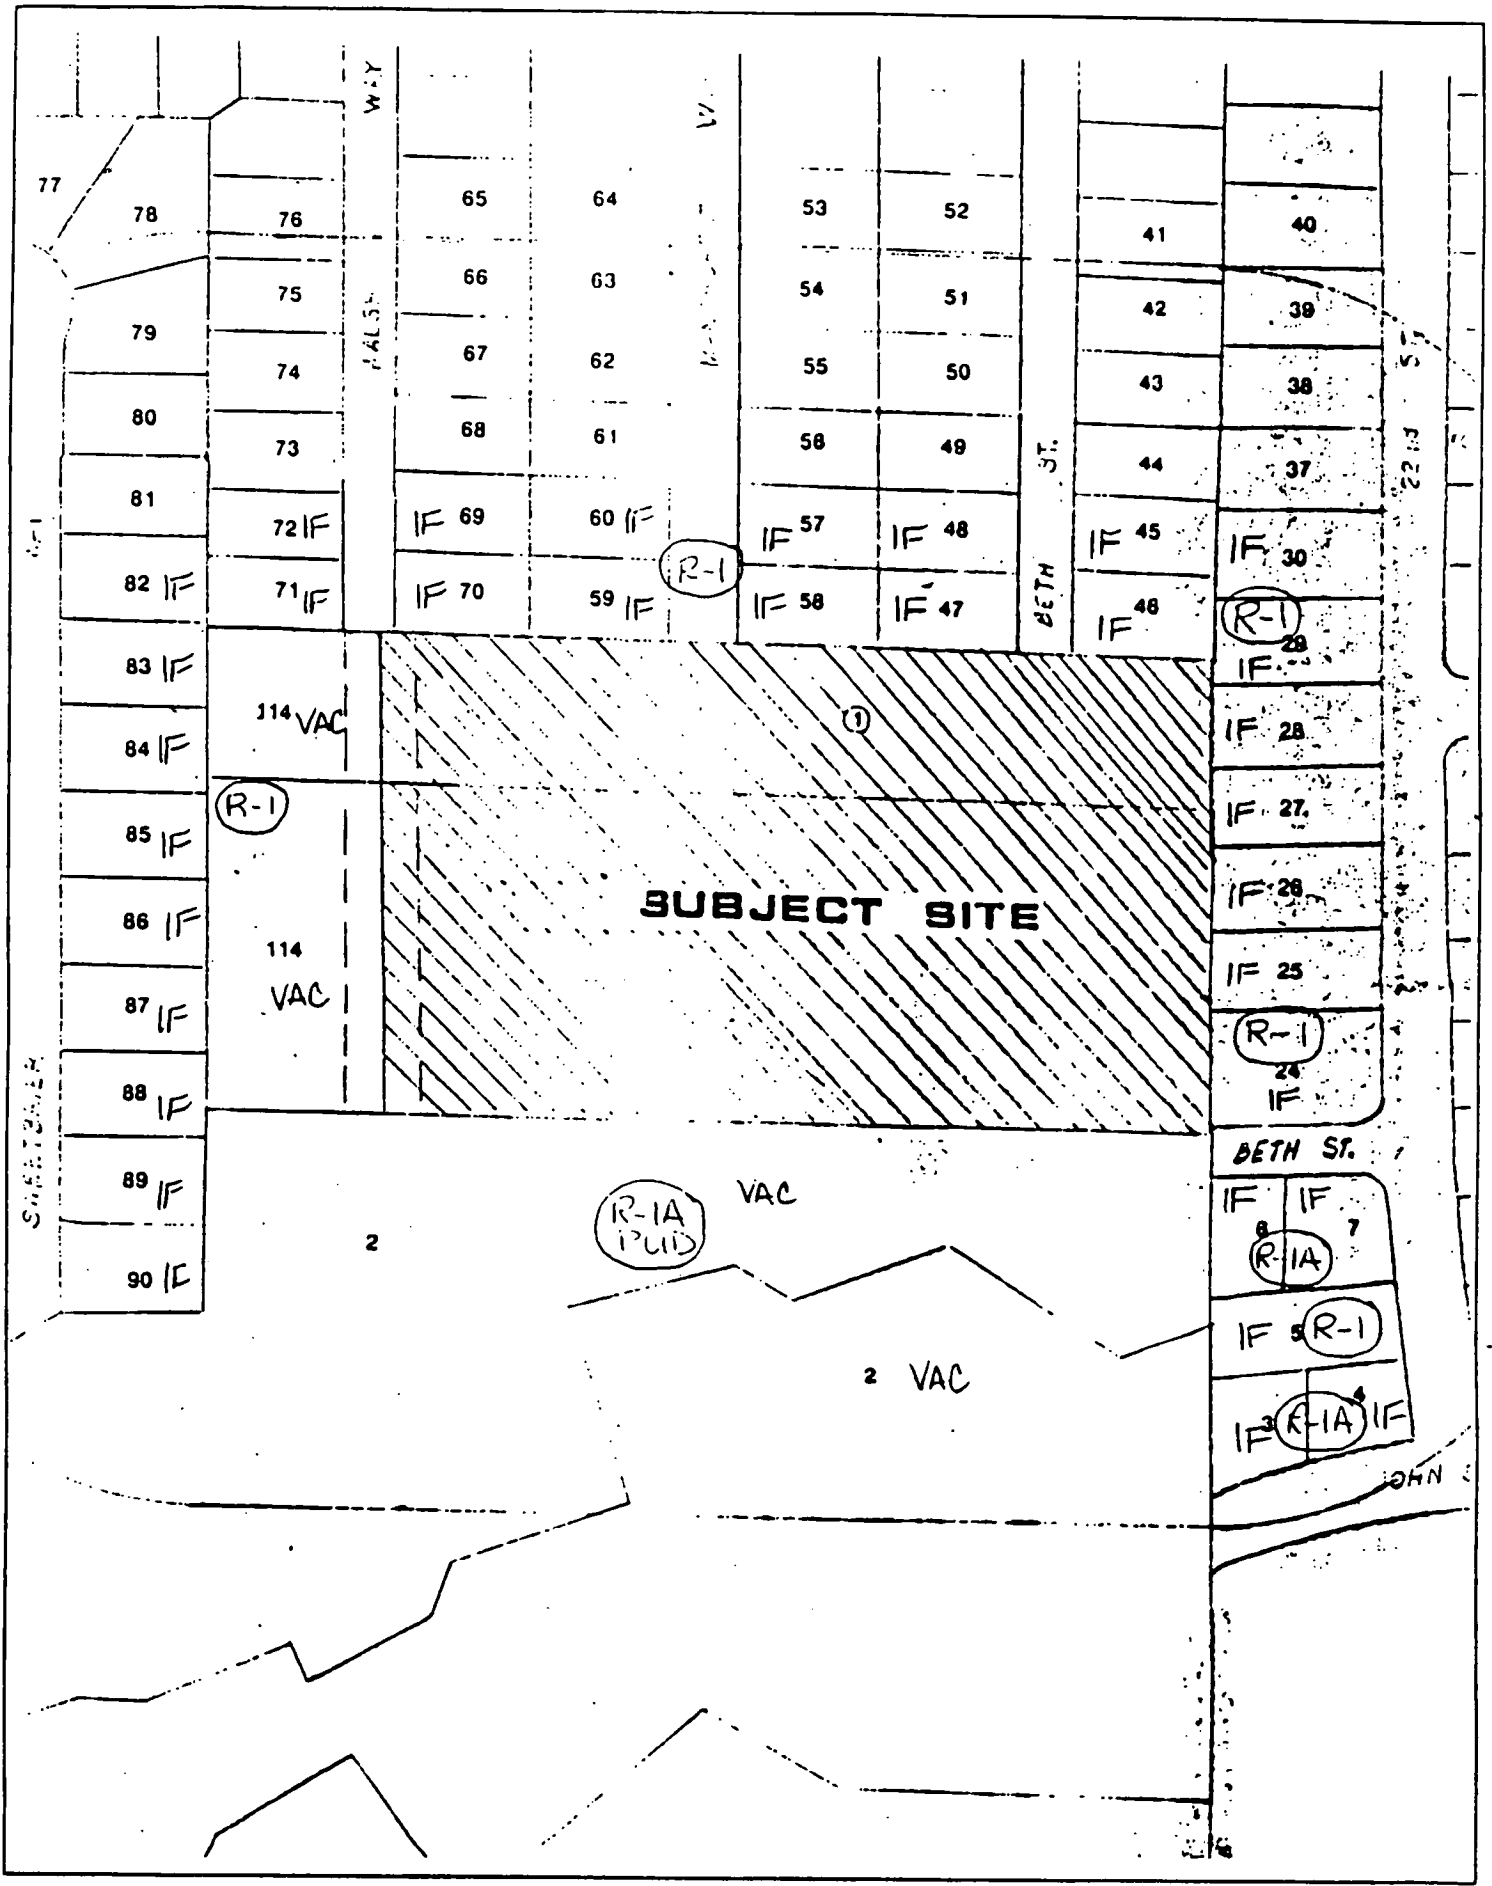 WAY
77
78
76
65
64
53
52
41
40
75
66
63
54
51
42
39
79
74
67
62
55
50
43
38
80
73
68
61
56
49
44
37
ST.
22nd ST
81
72 IF
IF 69
60 IF
IF 57
IF 48
IF 45
IF 30
R-1
82 IF
71 IF
IF 70
59 IF
IF 58
IF 47
BETH
IF 46
R-1
29
IF
83 IF
114 VAC
1
84 IF
IF 28
R-1
85 IF
IF 27
86 IF
SUBJECT SITE
IF 26
114
VAC
IF 25
87 IF
R-1
24
IF
88 IF
BETH ST.
89 IF
VAC
R-1A
PUD
2
IF IF
6 7
R-1A
90 IF
IF 5 R-1
2 VAC
IF 3 R-1A 4 IF
OHN